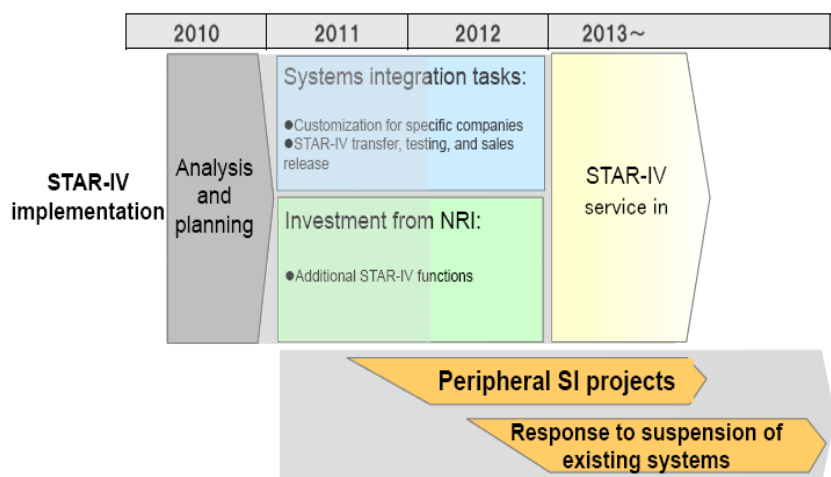 2010 2011 2012 2013～
STAR-IV
implementation
Analysis
and
planning
Systems integration tasks:
●Customization for specific companies
●STAR-IV transfer, testing, and sales
release
Investment from NRI:
●Additional STAR-IV functions
STAR-IV
service in
Peripheral SI projects
Response to suspension of
existing systems